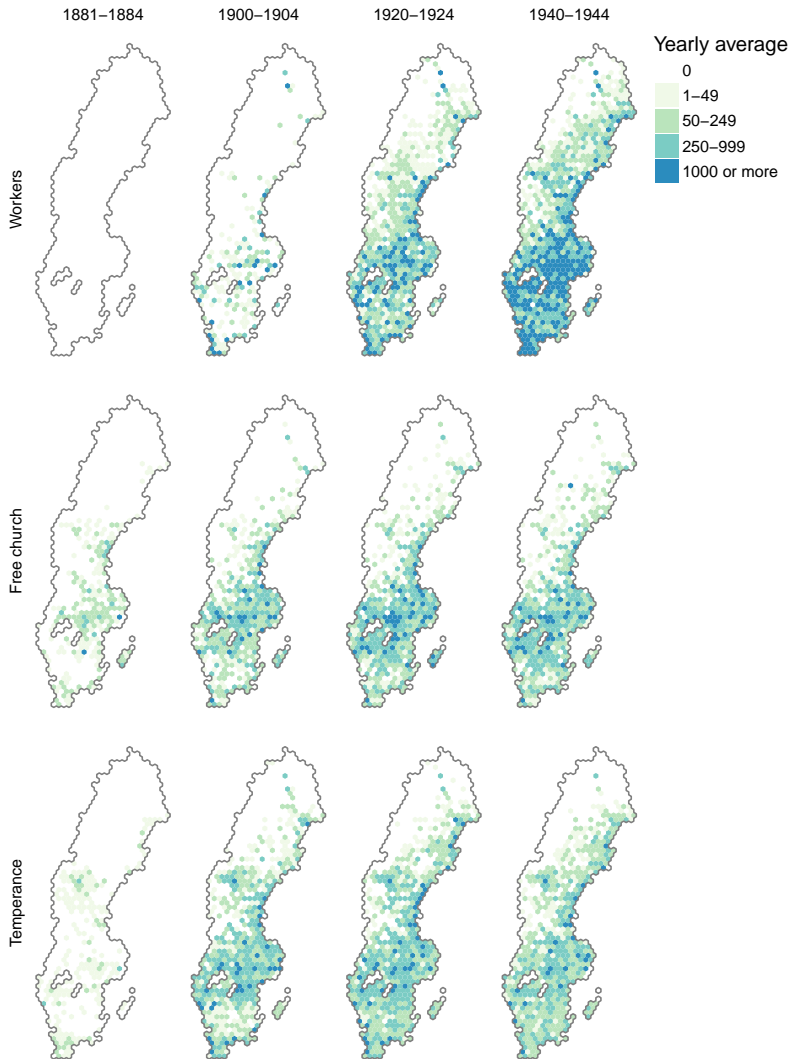 1881−1884 1900−1904 1920−1924 1940−1944
Yearly average
0
1−49
50−249
250−999
1000 or more
Workers
Free church
Temperance